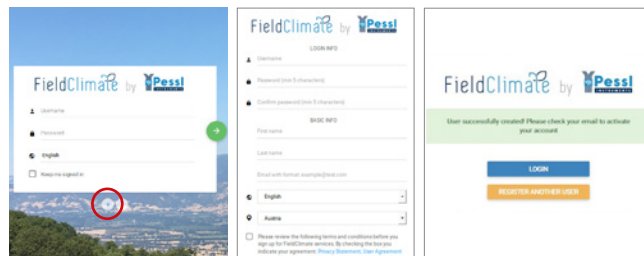 FieldClimate by Pessl
INSTRUMENTS
Username
Password
English
Keep me signed in
FieldClimate by Pessl
INSTRUMENTS
LOGIN INFO
Username
Password (min 5 characters)
Confirm password (min 5 characters)
BASIC INFO
First name
Last name
Email with format: example@test.com
English
Austria
Please review the following terms and conditions before you
sign up for FieldClimate services. By checking the box you
indicate your agreement: Privacy Statement, User Agreement
FieldClimate by Pessl
INSTRUMENTS
User successfully created! Please check your email to activate
your account
LOGIN
REGISTER ANOTHER USER